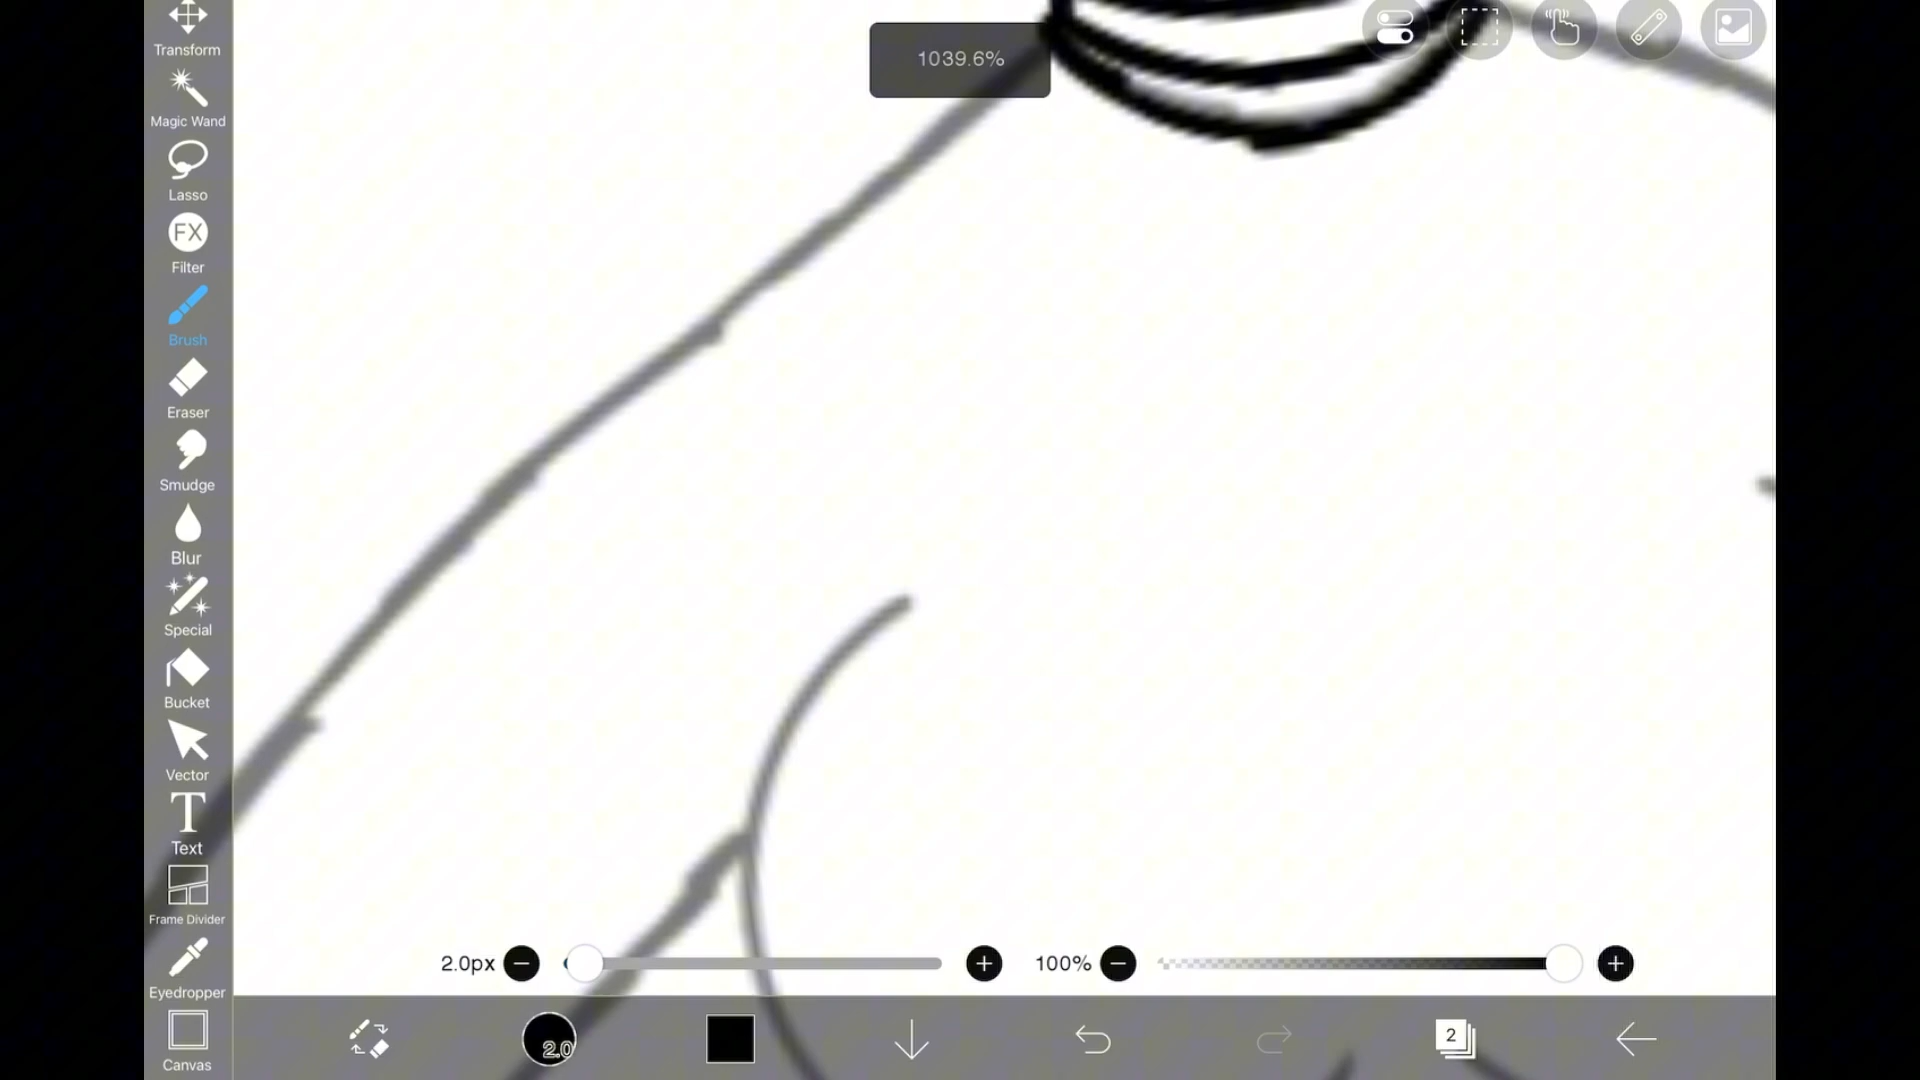 Transform
1039.6%
Magic Wand
Lasso
FX
Filter
Brush
Eraser
Smudge
Blur
Special
Bucket
Vector
T
Text
Frame Divider
2.0px
100%
Eyedropper
2.0
2
Canvas